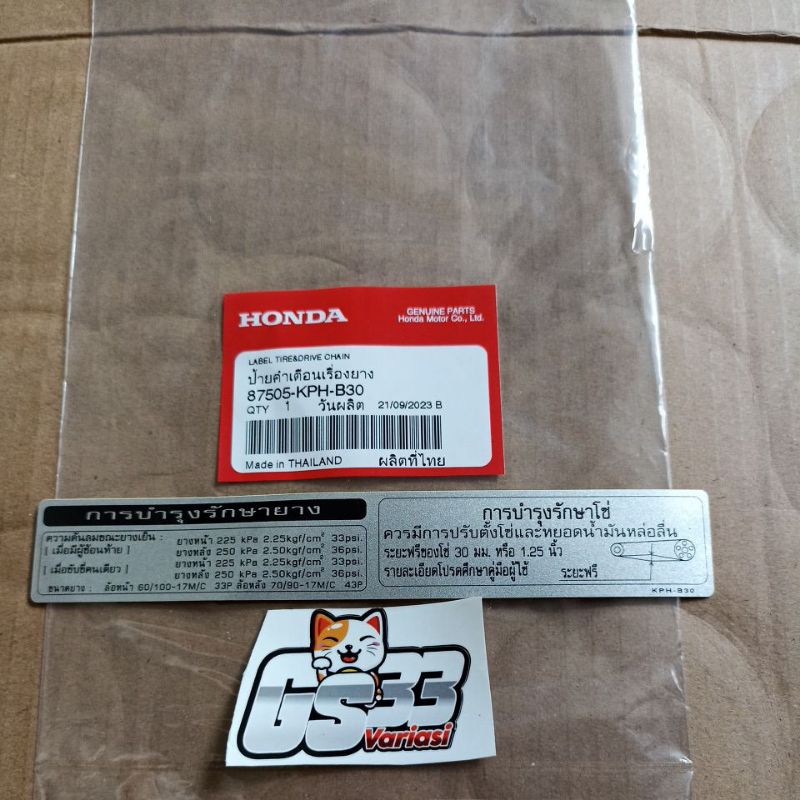 HONDA
GENUINE PARTS
Honda Motor Co., Ltd.
LABEL TIRE&DRIVE CHAIN
ป้ายคำเตือนเรื่องยาง
87505-KPH-B30
QTY 1 วันผลิต 21/09/2023 B
Made in THAILAND ผลิตที่ไทย
การบำรุงรักษายาง
ความดันลมขณะยางเย็น : ยางหน้า 225 kPa 2.25kgf/cm² 33psi.
[ เมื่อมีผู้ซ้อนท้าย ] ยางหลัง 250 kPa 2.50kgf/cm² 36psi.
ยางหน้า 225 kPa 2.25kgf/cm² 33psi.
[ เมื่อขับขี่คนเดียว ] ยางหลัง 250 kPa 2.50kgf/cm² 36psi.
ขนาดยาง : ล้อหน้า 60/100-17M/C 33P ล้อหลัง 70/90-17M/C 43P
การบำรุงรักษาโซ่
ควรมีการปรับตั้งโซ่และหยอดน้ำมันหล่อลื่น
ระยะฟรีของโซ่ 30 มม. หรือ 1.25 นิ้ว
รายละเอียดโปรดศึกษาคู่มือผู้ใช้ ระยะฟรี
KPH-B30
GS33
Variasi